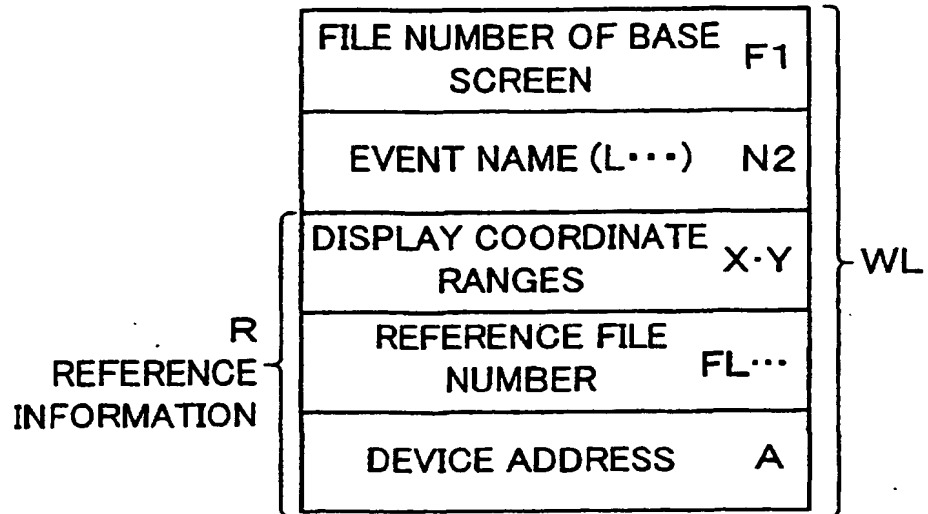 FILE NUMBER OF BASE
SCREEN F1
EVENT NAME (L･･･) N2
DISPLAY COORDINATE
RANGES X･Y
REFERENCE FILE
NUMBER FL･･･
DEVICE ADDRESS A
R
REFERENCE
INFORMATION
WL